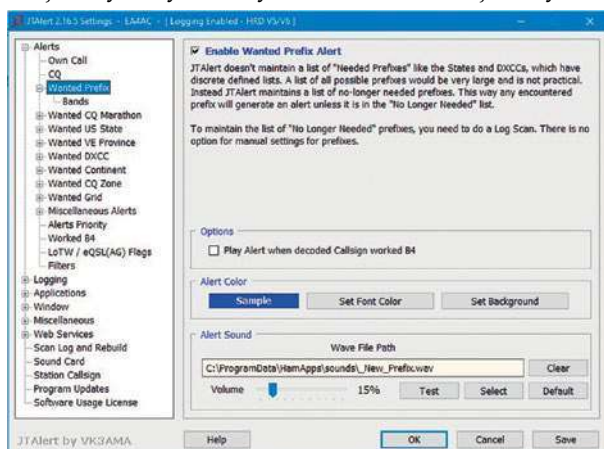 JTAlert 2.16.5 Settings - EA4AC - [ Logging Enabled - HRD V5/V6 ]
Alerts
Own Call
CQ
Wanted Prefix
Bands
Wanted CQ Marathon
Wanted US State
Wanted VE Province
Wanted DXCC
Wanted Continent
Wanted CQ Zone
Wanted Grid
Miscellaneous Alerts
Alerts Priority
Worked B4
LoTW / eQSL(AG) Flags
Filters
Logging
Applications
Window
Miscellaneous
Web Services
Scan Log and Rebuild
Sound Card
Station Callsign
Program Updates
Software Usage License
Enable Wanted Prefix Alert
JTAlert doesn't maintain a list of "Needed Prefixes" like the States and DXCCs, which have
discrete defined lists. A list of all possible prefixes would be very large and is not practical.
Instead JTAlert maintains a list of no-longer needed prefixes. This way any encountered
prefix will generate an alert unless it is in the "No Longer Needed" list.
To maintain the list of "No Longer Needed" prefixes, you need to do a Log Scan. There is no
option for manual settings for prefixes.
Options
Play Alert when decoded Callsign worked B4
Alert Color
Sample Set Font Color Set Background
Alert Sound
Wave File Path
C:\ProgramData\HamApps\sounds\_New_Prefix.wav Clear
Volume 15% Test Select Default
JTAlert by VK3AMA Help OK Cancel Save